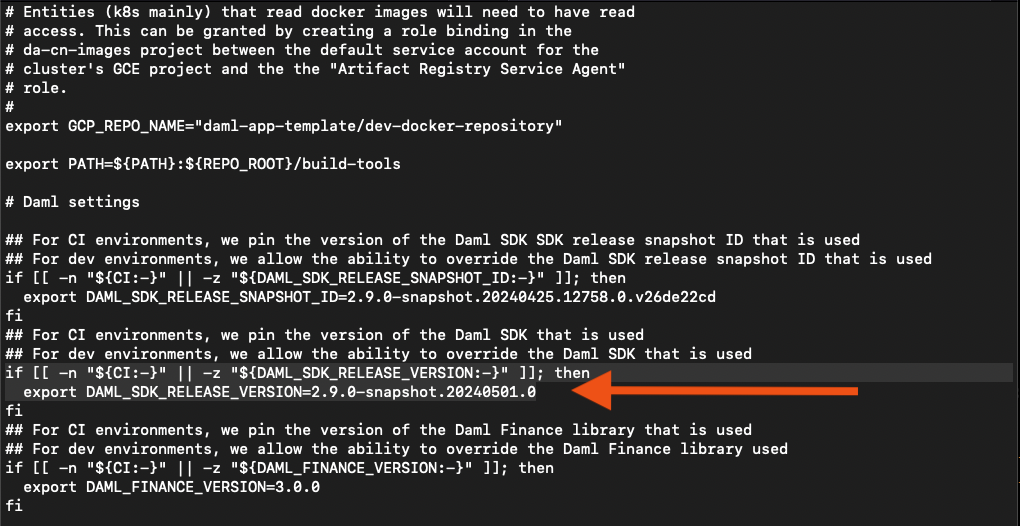 # Entities (k8s mainly) that read docker images will need to have read
# access. This can be granted by creating a role binding in the
# da-cn-images project between the default service account for the
# cluster's GCE project and the the "Artifact Registry Service Agent"
# role.
#
export GCP_REPO_NAME="daml-app-template/dev-docker-repository"
export PATH=${PATH}:${REPO_ROOT}/build-tools
# Daml settings
## For CI environments, we pin the version of the Daml SDK SDK release snapshot ID that is used
## For dev environments, we allow the ability to override the Daml SDK release snapshot ID that is used
if [[ -n "${CI:-}" || -z "${DAML_SDK_RELEASE_SNAPSHOT_ID:-}" ]]; then
  export DAML_SDK_RELEASE_SNAPSHOT_ID=2.9.0-snapshot.20240425.12758.0.v26de22cd
fi
## For CI environments, we pin the version of the Daml SDK that is used
## For dev environments, we allow the ability to override the Daml SDK that is used
if [[ -n "${CI:-}" || -z "${DAML_SDK_RELEASE_VERSION:-}" ]]; then
  export DAML_SDK_RELEASE_VERSION=2.9.0-snapshot.20240501.0
fi
## For CI environments, we pin the version of the Daml Finance library that is used
## For dev environments, we allow the ability to override the Daml Finance library used
if [[ -n "${CI:-}" || -z "${DAML_FINANCE_VERSION:-}" ]]; then
  export DAML_FINANCE_VERSION=3.0.0
fi